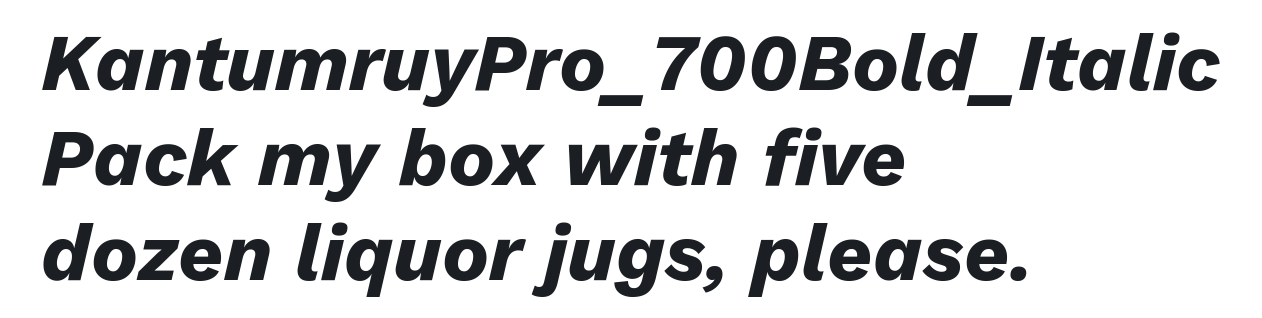 KantumruyPro_700Bold_Italic
Pack my box with five
dozen liquor jugs, please.